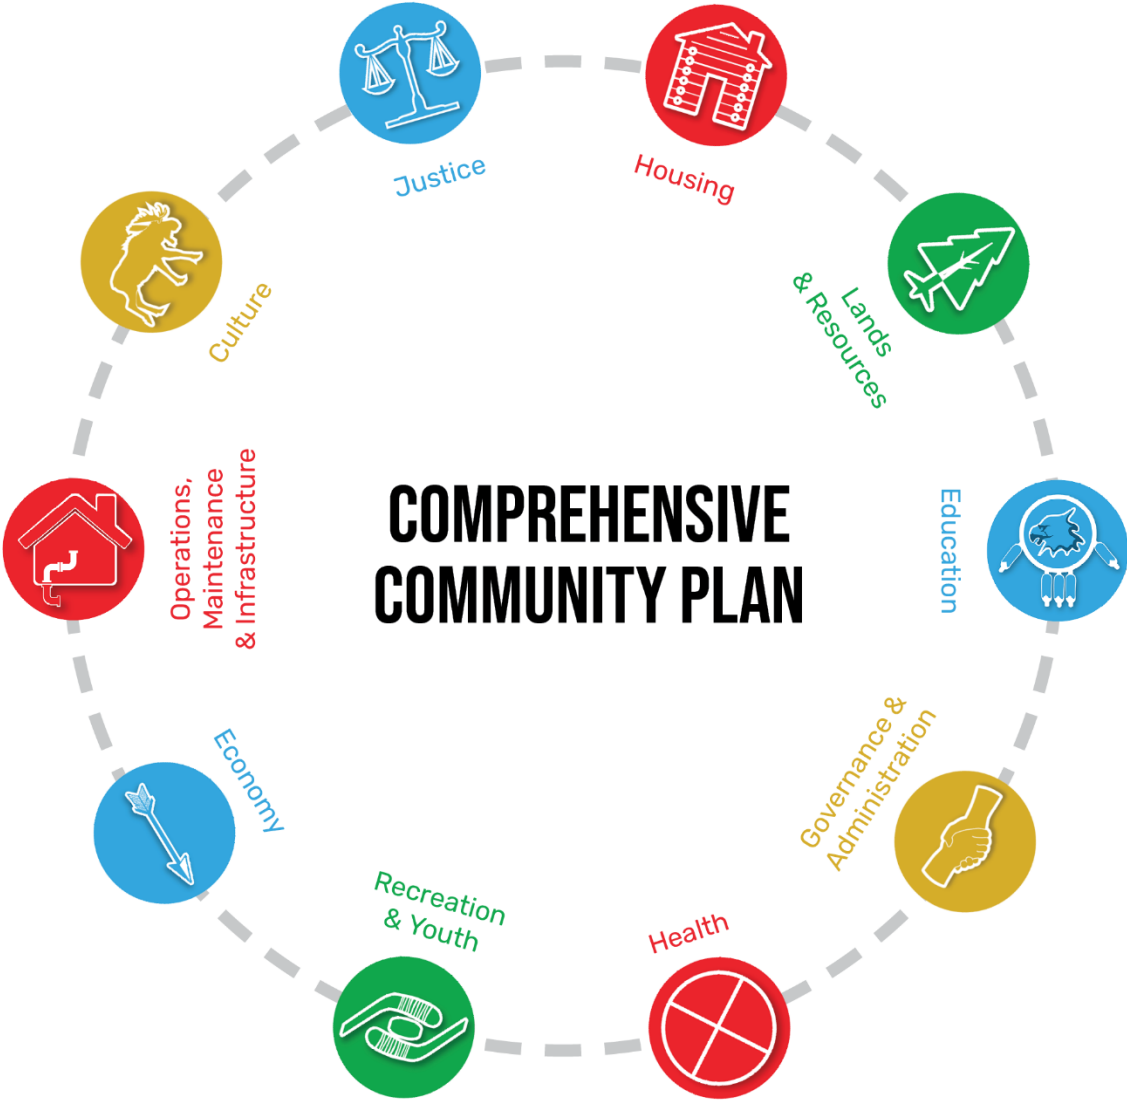 Justice
Housing
Lands
& Resources
Education
Governance &
Administration
Health
Recreation
& Youth
Economy
Operations,
Maintenance
& Infrastructure
Culture
COMPREHENSIVE
COMMUNITY PLAN